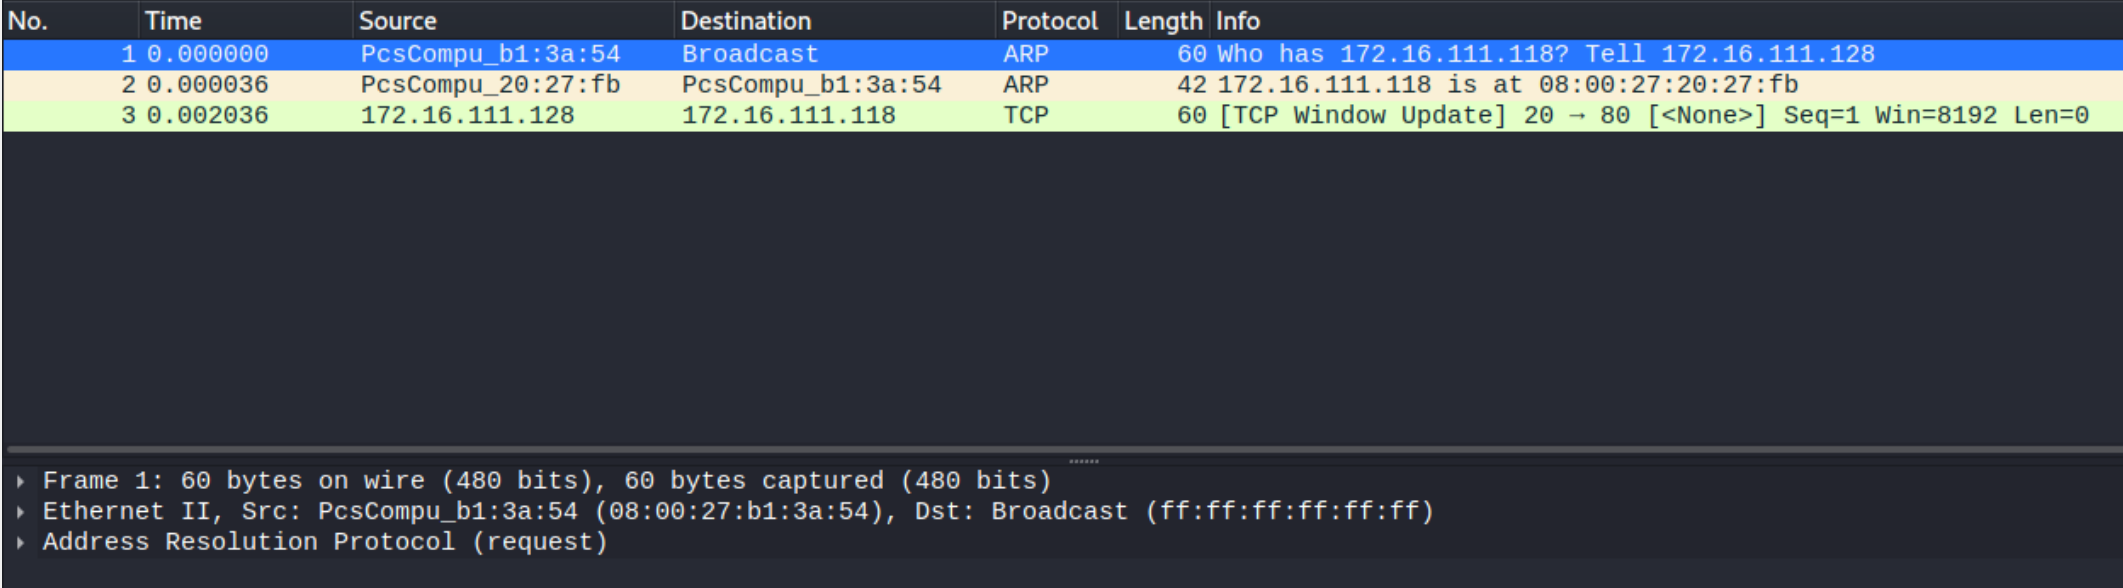 No. Time Source Destination Protocol Length Info
1 0.000000 PcsCompu_b1:3a:54 Broadcast ARP 60 Who has 172.16.111.118? Tell 172.16.111.128
2 0.000036 PcsCompu_20:27:fb PcsCompu_b1:3a:54 ARP 42 172.16.111.118 is at 08:00:27:20:27:fb
3 0.002036 172.16.111.128 172.16.111.118 TCP 60 [TCP Window Update] 20 → 80 [<None>] Seq=1 Win=8192 Len=0
Frame 1: 60 bytes on wire (480 bits), 60 bytes captured (480 bits)
Ethernet II, Src: PcsCompu_b1:3a:54 (08:00:27:b1:3a:54), Dst: Broadcast (ff:ff:ff:ff:ff:ff)
Address Resolution Protocol (request)